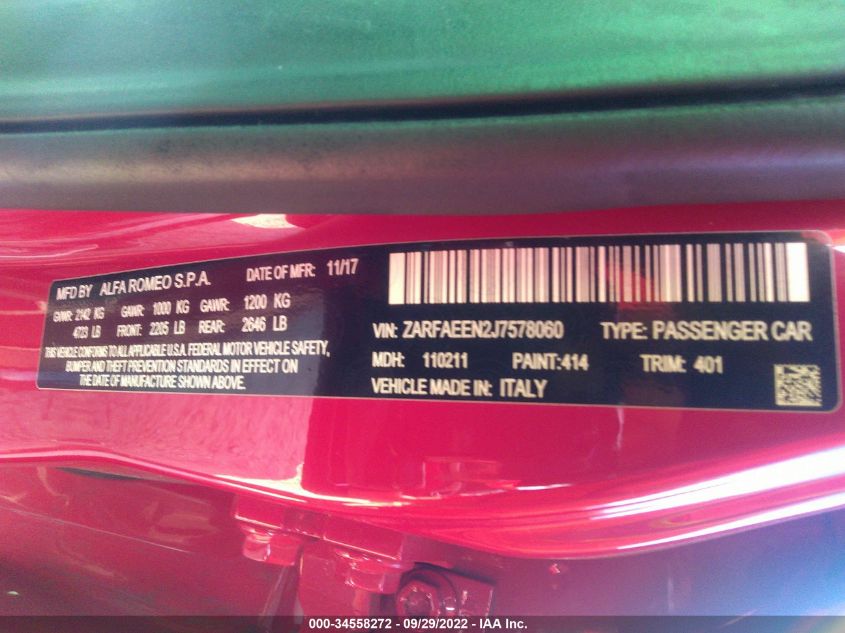 MFD BY ALFA ROMEO S.P.A. DATE OF MFR: 11/17
GVWR: 2142 KG GAWR: 1000 KG GAWR: 1200 KG
4723 LB FRONT: 2205 LB REAR: 2646 LB
THIS VEHICLE CONFORMS TO ALL APPLICABLE U.S.A. FEDERAL MOTOR VEHICLE SAFETY,
BUMPER AND THEFT PREVENTION STANDARDS IN EFFECT ON
THE DATE OF MANUFACTURE SHOWN ABOVE.
VIN: ZARFAEEN2J7578060 TYPE: PASSENGER CAR
MDH: 110211 PAINT:414 TRIM: 401
VEHICLE MADE IN: ITALY
000-34558272 - 09/29/2022 - IAA Inc.